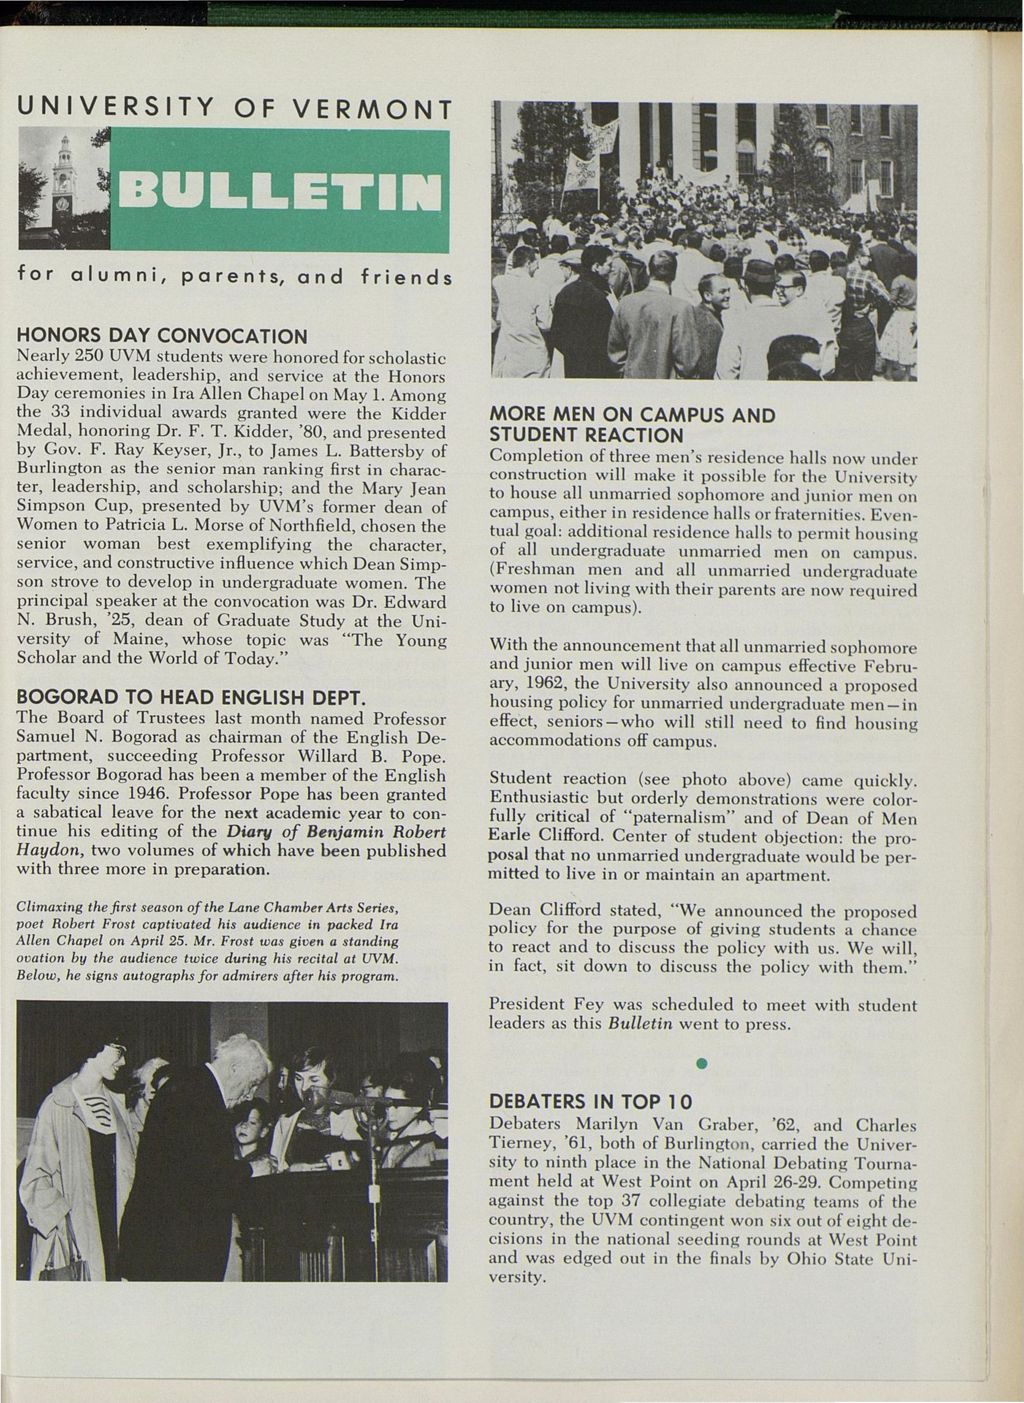 UNIVERSITY OF VERMONT
BULLETIN
for alumni, parents, and friends
HONORS DAY CONVOCATION
Nearly 250 UVM students were honored for scholastic
achievement, leadership, and service at the Honors
Day ceremonies in Ira Allen Chapel on May 1. Among
the 33 individual awards granted were the Kidder
Medal, honoring Dr. F. T. Kidder, '80, and presented
by Gov. F. Ray Keyser, Jr., to James L. Battersby of
Burlington as the senior man ranking first in charac-
ter, leadership, and scholarship; and the Mary Jean
Simpson Cup, presented by UVM's former dean of
Women to Patricia L. Morse of Northfield, chosen the
senior woman best exemplifying the character,
service, and constructive influence which Dean Simp-
son strove to develop in undergraduate women. The
principal speaker at the convocation was Dr. Edward
N. Brush, '25, dean of Graduate Study at the Uni-
versity of Maine, whose topic was "The Young
Scholar and the World of Today."
BOGORAD TO HEAD ENGLISH DEPT.
The Board of Trustees last month named Professor
Samuel N. Bogorad as chairman of the English De-
partment, succeeding Professor Willard B. Pope.
Professor Bogorad has been a member of the English
faculty since 1946. Professor Pope has been granted
a sabatical leave for the next academic year to con-
tinue his editing of the Diary of Benjamin Robert
Haydon, two volumes of which have been published
with three more in preparation.
Climaxing the first season of the Lane Chamber Arts Series,
poet Robert Frost captivated his audience in packed Ira
Allen Chapel on April 25. Mr. Frost was given a standing
ovation by the audience twice during his recital at UVM.
Below, he signs autographs for admirers after his program.
MORE MEN ON CAMPUS AND
STUDENT REACTION
Completion of three men's residence halls now under
construction will make it possible for the University
to house all unmarried sophomore and junior men on
campus, either in residence halls or fraternities. Even-
tual goal: additional residence halls to permit housing
of all undergraduate unmarried men on campus.
(Freshman men and all unmarried undergraduate
women not living with their parents are now required
to live on campus).
With the announcement that all unmarried sophomore
and junior men will live on campus effective Febru-
ary, 1962, the University also announced a proposed
housing policy for unmarried undergraduate men—in
effect, seniors—who will still need to find housing
accommodations off campus.
Student reaction (see photo above) came quickly.
Enthusiastic but orderly demonstrations were color-
fully critical of "paternalism" and of Dean of Men
Earle Clifford. Center of student objection: the pro-
posal that no unmarried undergraduate would be per-
mitted to live in or maintain an apartment.
Dean Clifford stated, "We announced the proposed
policy for the purpose of giving students a chance
to react and to discuss the policy with us. We will,
in fact, sit down to discuss the policy with them."
President Fey was scheduled to meet with student
leaders as this Bulletin went to press.
DEBATERS IN TOP 10
Debaters Marilyn Van Graber, '62, and Charles
Tierney, '61, both of Burlington, carried the Univer-
sity to ninth place in the National Debating Tourna-
ment held at West Point on April 26-29. Competing
against the top 37 collegiate debating teams of the
country, the UVM contingent won six out of eight de-
cisions in the national seeding rounds at West Point
and was edged out in the finals by Ohio State Uni-
versity.